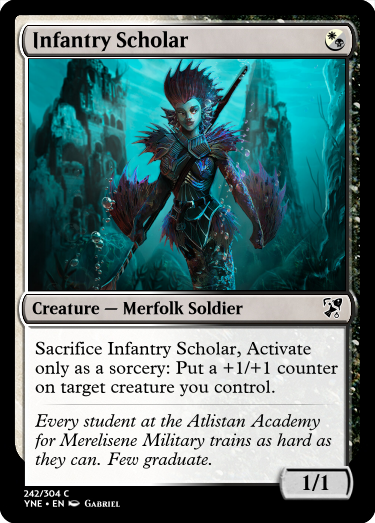 Infantry Scholar
Creature — Merfolk Soldier
Sacrifice Infantry Scholar, Activate
only as a sorcery: Put a +1/+1 counter
on target creature you control.
Every student at the Atlistan Academy
for Merelisene Military trains as hard as
they can. Few graduate.
1/1
242/304 C
YNE • EN Gabriel